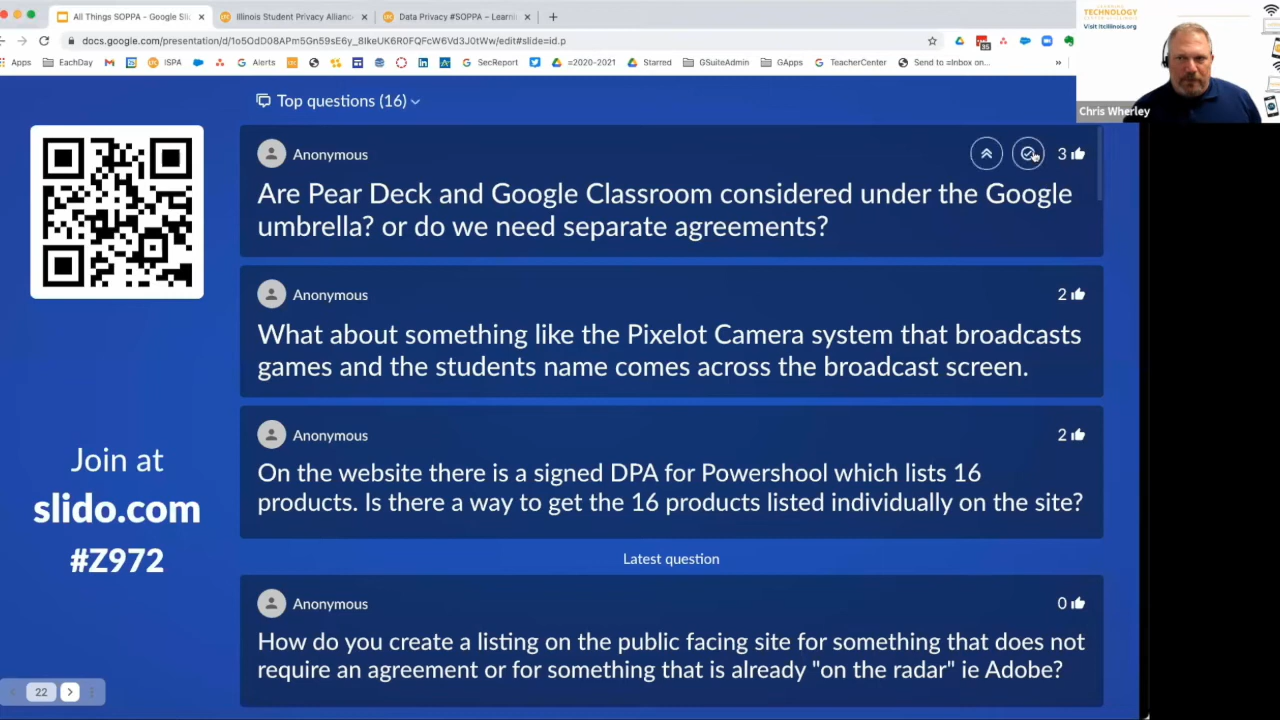 All Things SOPPA - Google Slid
Illinois Student Privacy Allianc
Data Privacy #SOPPA – Learni
docs.google.com/presentation/d/1o5OdD08APm5Gn59sE6y_8IkeUK6R0FQFcW6Vd3J0tWw/edit#slide=id.p
35
Apps
EachDay
ISPA
Alerts
SecReport
=2020-2021
Starred
GSuiteAdmin
GApps
TeacherCenter
Send to =Inbox on...
»
TECHNOLOGY
Visit ltcillinois.org
Chris Wherley
Top questions (16)
Anonymous
3
Are Pear Deck and Google Classroom considered under the Google
umbrella? or do we need separate agreements?
Anonymous
2
What about something like the Pixelot Camera system that broadcasts
games and the students name comes across the broadcast screen.
Anonymous
2
On the website there is a signed DPA for Powershool which lists 16
products. Is there a way to get the 16 products listed individually on the site?
Join at
slido.com
#Z972
Latest question
Anonymous
0
How do you create a listing on the public facing site for something that does not
require an agreement or for something that is already "on the radar" ie Adobe?
22